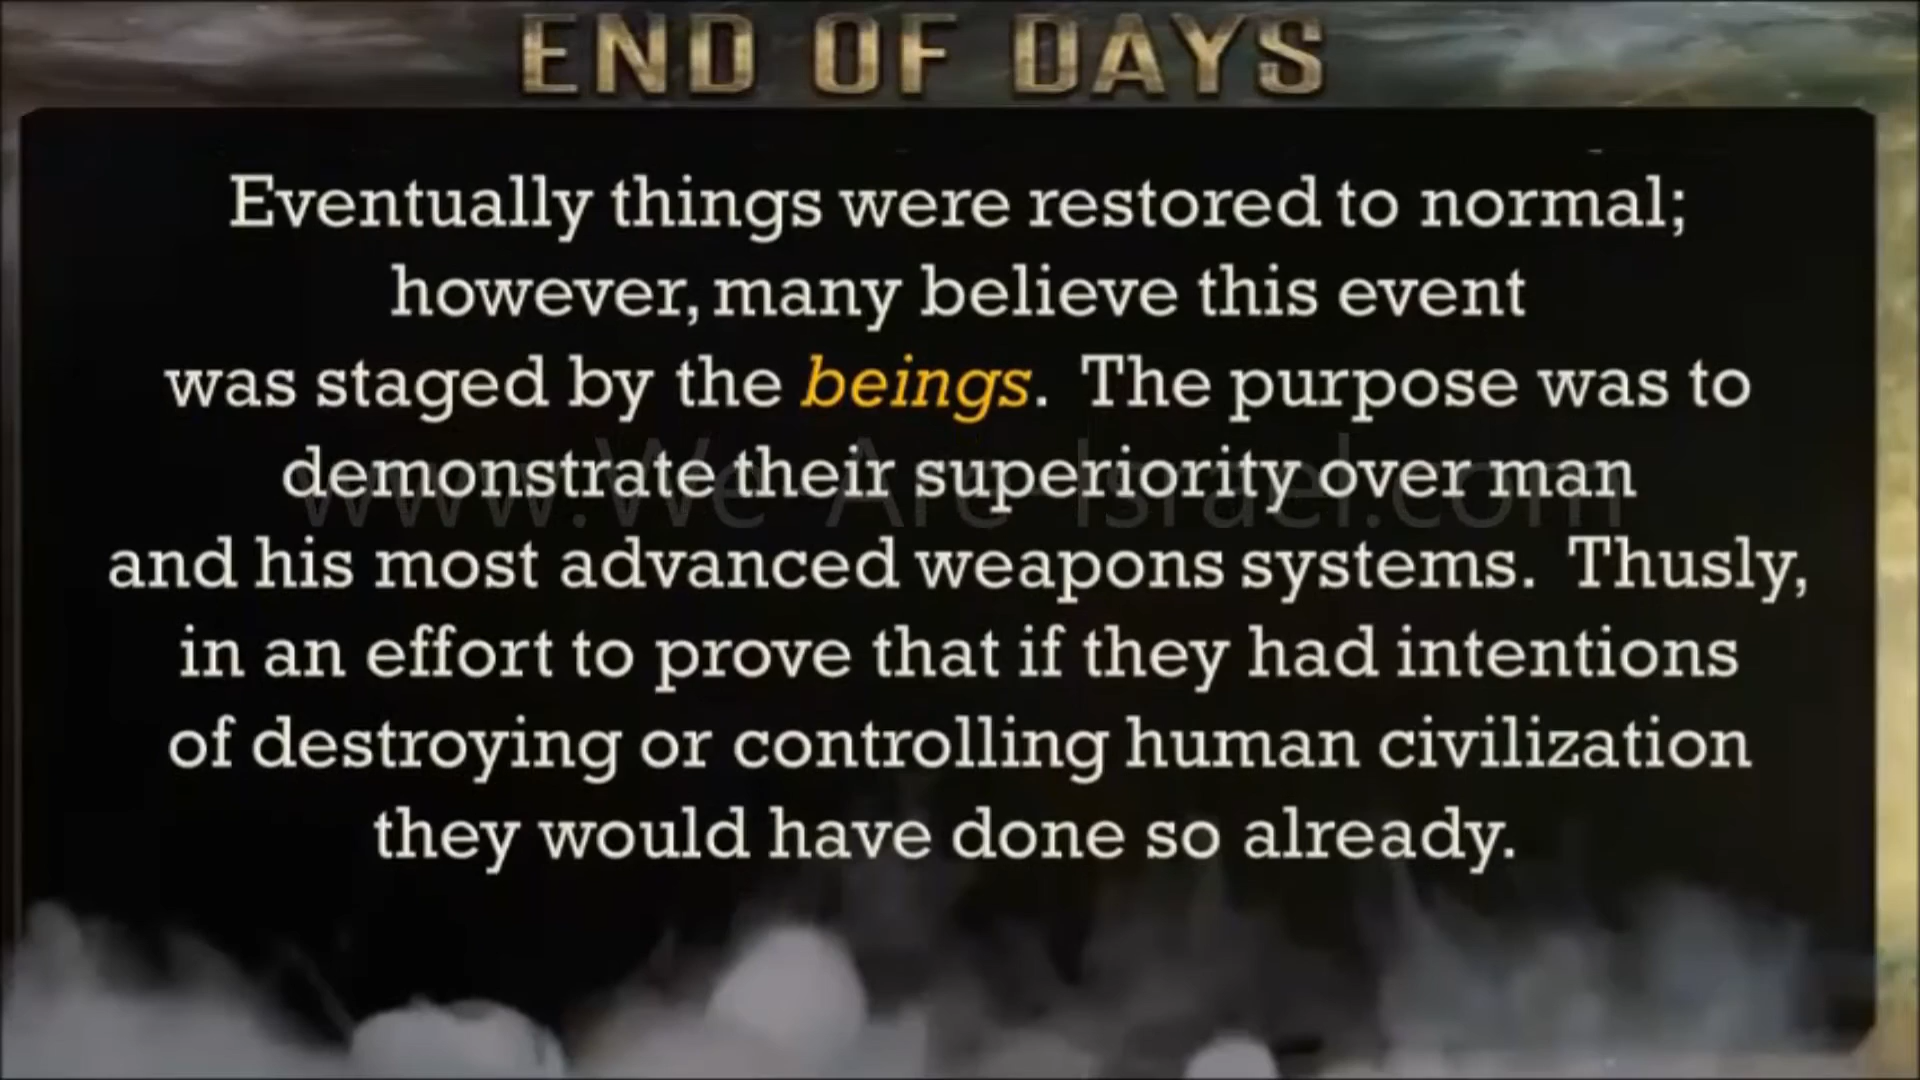 END OF DAYS
Eventually things were restored to normal;
however, many believe this event
was staged by the beings. The purpose was to
demonstrate their superiority over man
www.We-Are-Israel.com
and his most advanced weapons systems. Thusly,
in an effort to prove that if they had intentions
of destroying or controlling human civilization
they would have done so already.